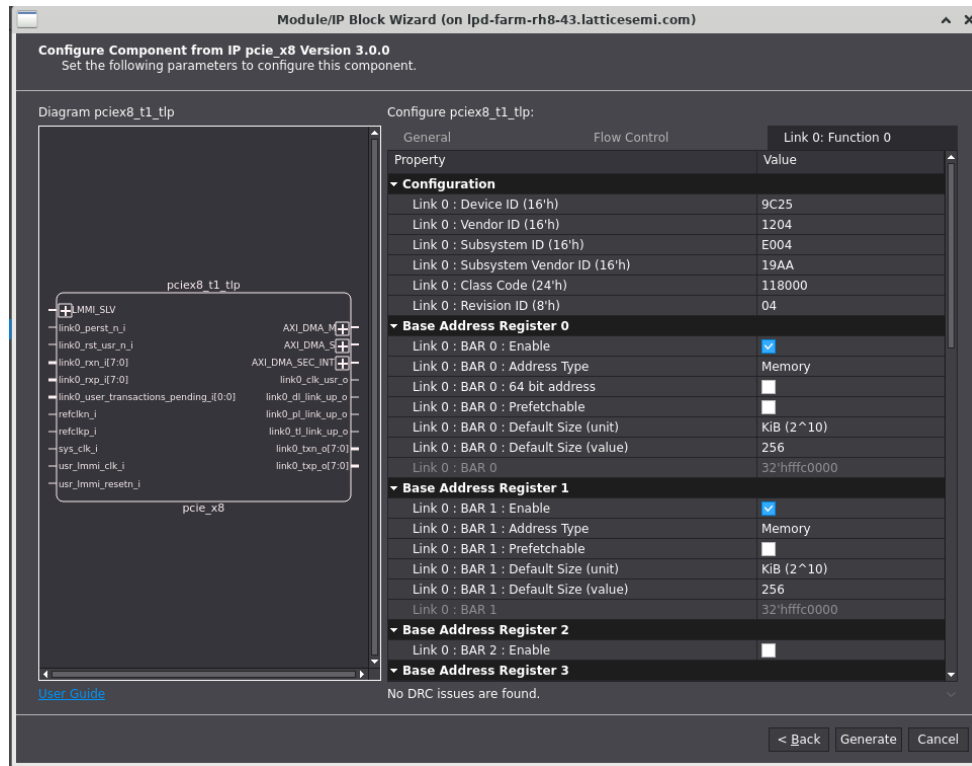 Module/IP Block Wizard (on lpd-farm-rh8-43.latticesemi.com)
Configure Component from IP pcie_x8 Version 3.0.0
Set the following parameters to configure this component.
Diagram pciex8_t1_tlp
Configure pciex8_t1_tlp:
pciex8_t1_tlp
LMMI_SLV
link0_perst_n_i
link0_rst_usr_n_i
link0_rxn_i[7:0]
link0_rxp_i[7:0]
link0_user_transactions_pending_i[0:0]
refclkn_i
refclkp_i
sys_clk_i
usr_lmmi_clk_i
usr_lmmi_resetn_i
AXI_DMA_M
AXI_DMA_S
AXI_DMA_SEC_INT
link0_clk_usr_o
link0_dl_link_up_o
link0_pl_link_up_o
link0_tl_link_up_o
link0_txn_o[7:0]
link0_txp_o[7:0]
pcie_x8
General Flow Control Link 0: Function 0
Property Value
Configuration
Link 0 : Device ID (16'h) 9C25
Link 0 : Vendor ID (16'h) 1204
Link 0 : Subsystem ID (16'h) E004
Link 0 : Subsystem Vendor ID (16'h) 19AA
Link 0 : Class Code (24'h) 118000
Link 0 : Revision ID (8'h) 04
Base Address Register 0
Link 0 : BAR 0 : Enable
Link 0 : BAR 0 : Address Type Memory
Link 0 : BAR 0 : 64 bit address
Link 0 : BAR 0 : Prefetchable
Link 0 : BAR 0 : Default Size (unit) KiB (2^10)
Link 0 : BAR 0 : Default Size (value) 256
Link 0 : BAR 0 32'hfffc0000
Base Address Register 1
Link 0 : BAR 1 : Enable
Link 0 : BAR 1 : Address Type Memory
Link 0 : BAR 1 : Prefetchable
Link 0 : BAR 1 : Default Size (unit) KiB (2^10)
Link 0 : BAR 1 : Default Size (value) 256
Link 0 : BAR 1 32'hfffc0000
Base Address Register 2
Link 0 : BAR 2 : Enable
Base Address Register 3
User Guide
No DRC issues are found.
< Back Generate Cancel